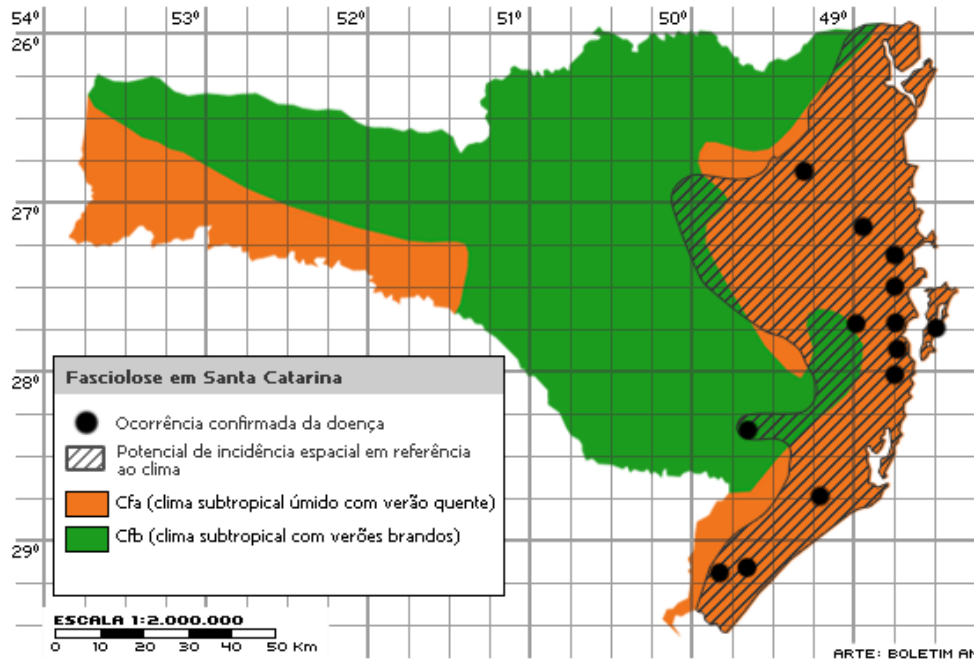 54º 53º 52º 51º 50º 49º
26º
27º
28º
29º
Fasciolose em Santa Catarina
Ocorrência confirmada da doença
Potencial de incidência espacial em referência
ao clima
Cfa (clima subtropical úmido com verão quente)
Cfb (clima subtropical com verões brandos)
ESCALA 1:2.000.000
0 10 20 30 40 50 Km
ARTE: BOLETIM AN